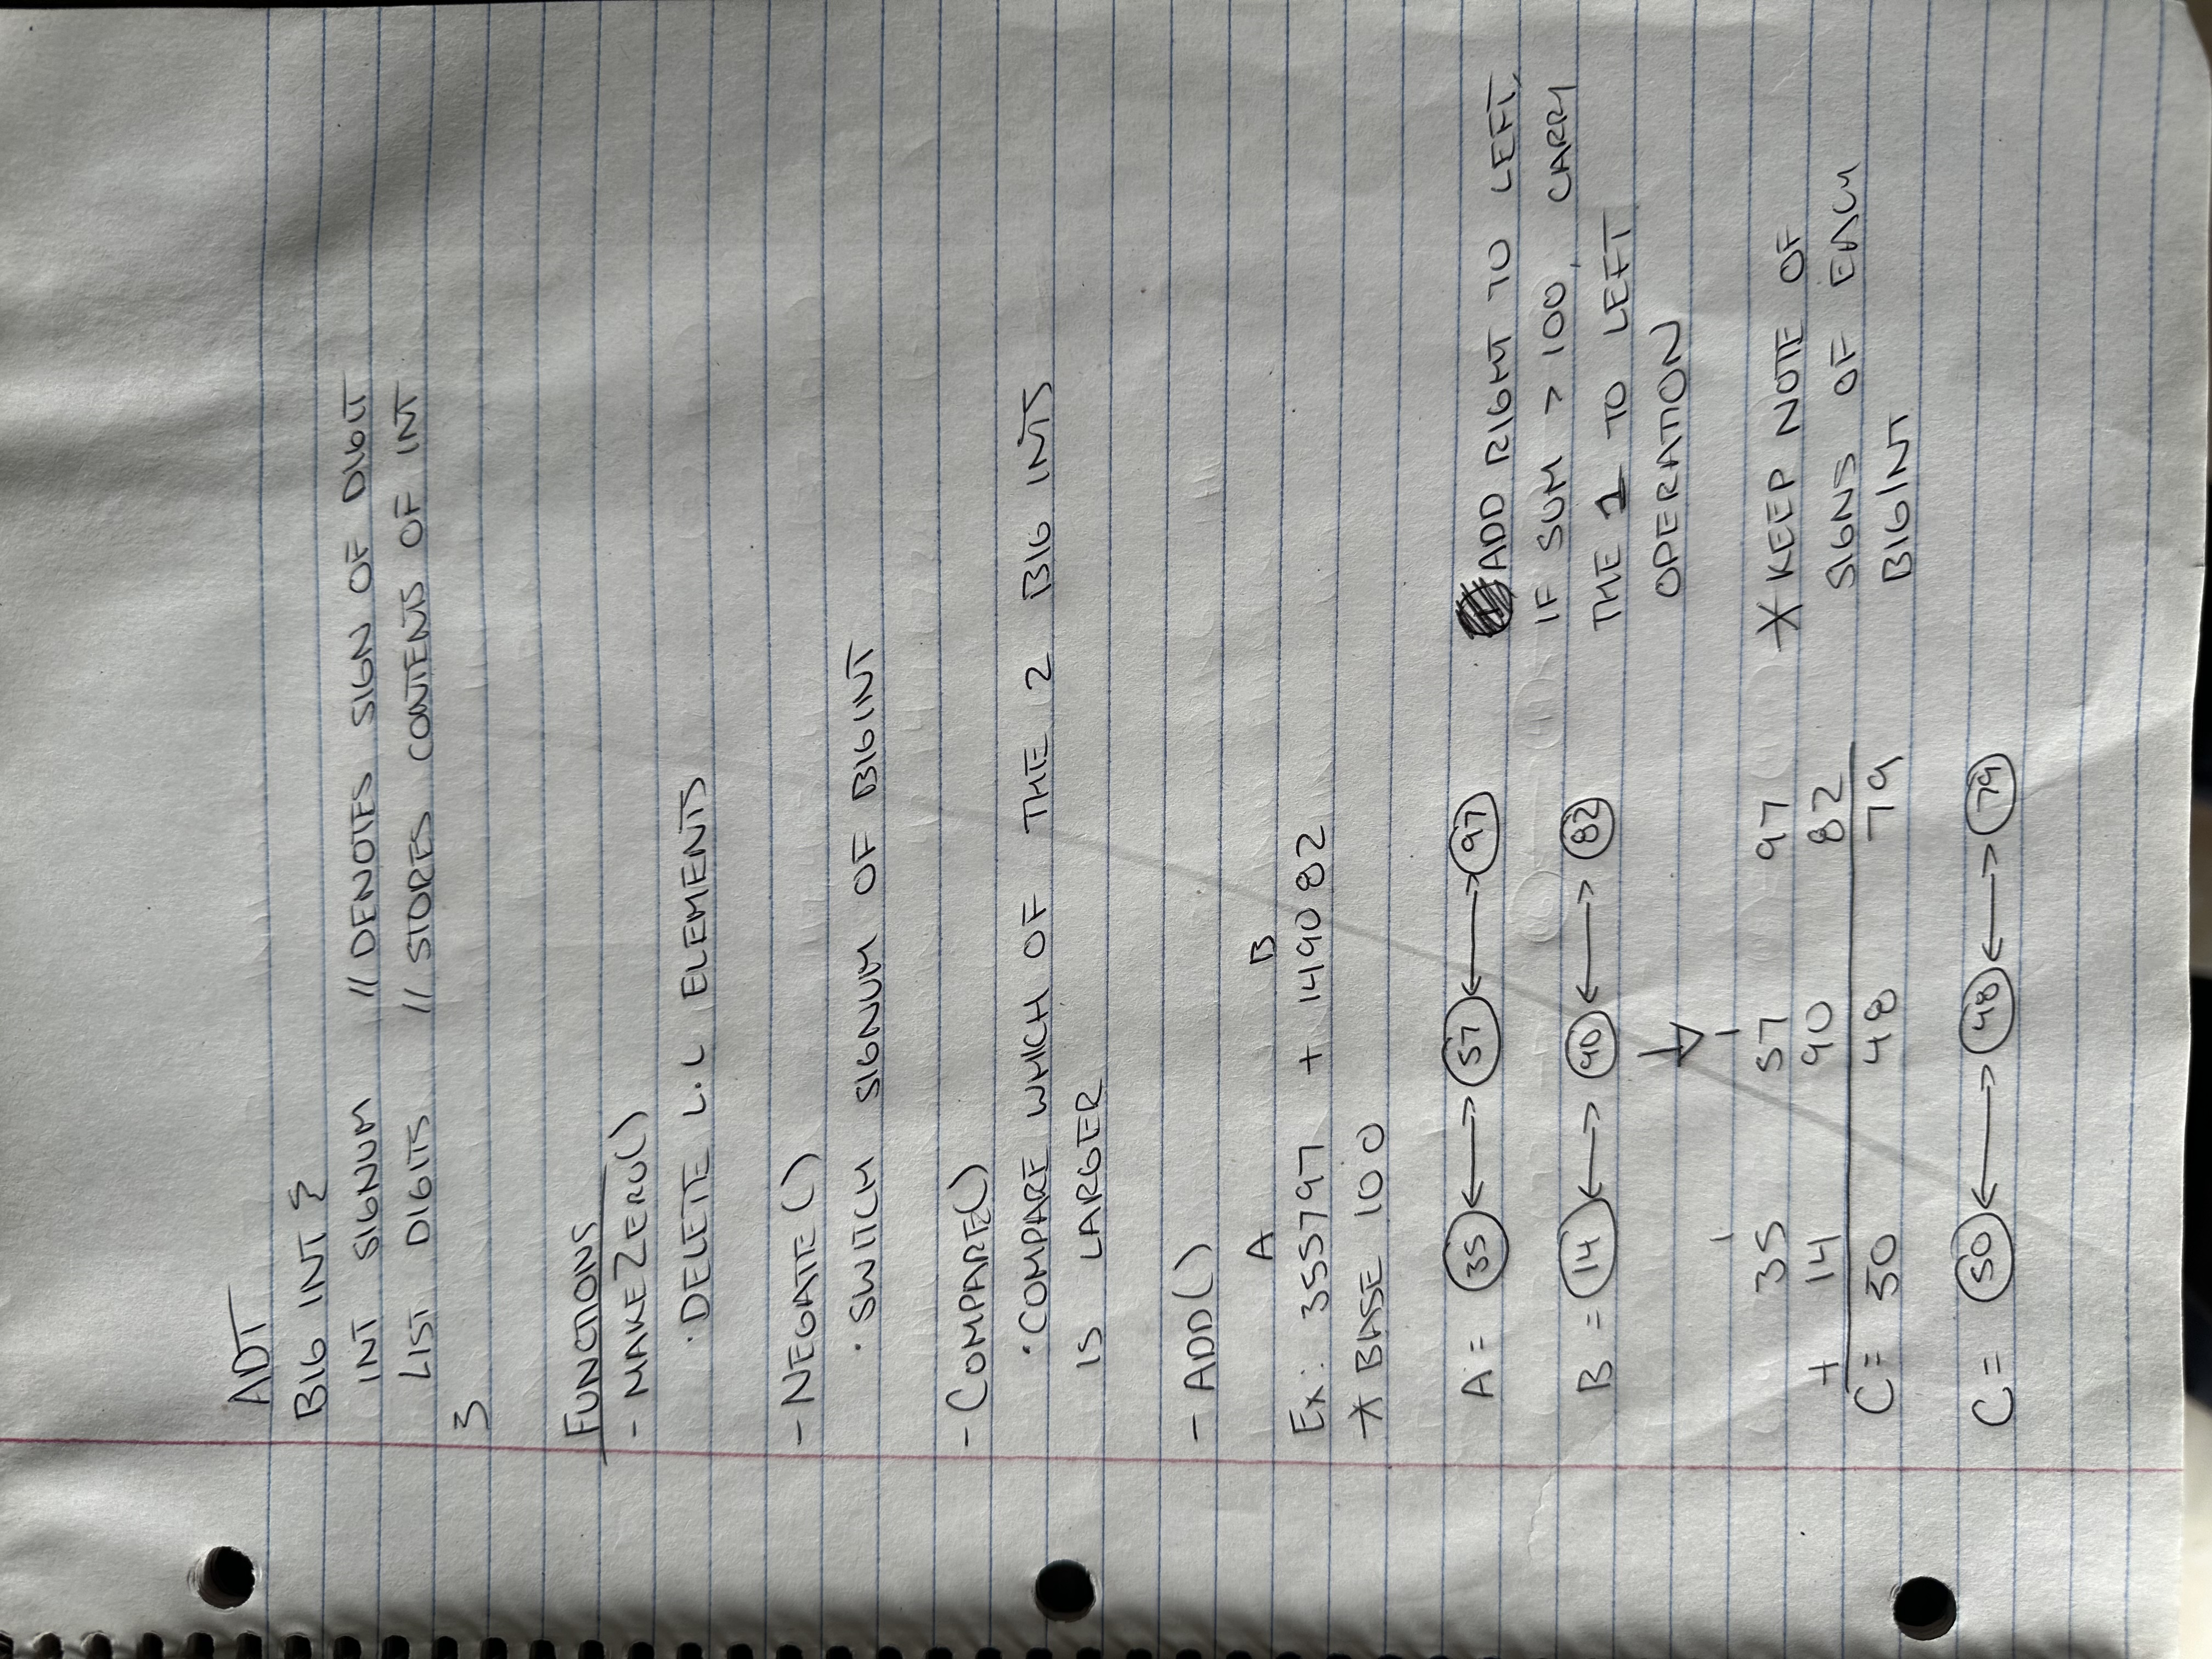 ADT
BIG INT {
INT SIGNUM // DENOTES SIGN OF DIGIT
LIST DIGITS // STORES CONTENTS OF INT
}
FUNCTIONS
- MAKEZERO()
· DELETE L.L ELEMENTS
- NEGATE()
· SWITCH SIGNUM OF BIGINT
- COMPARE()
· COMPARE WHICH OF THE 2 BIG INTS
IS LARGER
- ADD()
A B
EX: 355797 + 149082
* BASE 100
A = 35 <-> 57 <-> 97
B = 14 <-> 90 <-> 82
ADD RIGHT TO LEFT,
IF SUM > 100, CARRY
THE 1 TO LEFT
OPERATION
1 1
35 57 97
+ 14 90 82
C = 50 48 79
* KEEP NOTE OF
SIGNS OF EACH
BIGINT
C = 50 <-> 48 <-> 79